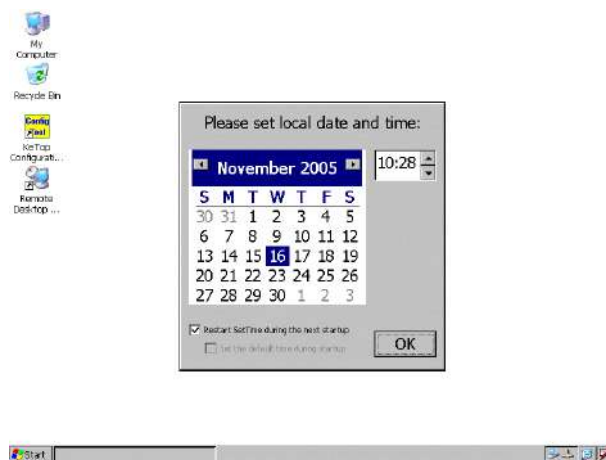 My
Computer
Recycle Bin
Config
Tool
KeTop
Configurati...
Remote
Desktop ...
Please set local date and time:
November 2005
10:28
S M T W T F S
30 31 1 2 3 4 5
6 7 8 9 10 11 12
13 14 15 16 17 18 19
20 21 22 23 24 25 26
27 28 29 30 1 2 3
Restart SetTime during the next startup
Set the default time during startup
OK
Start